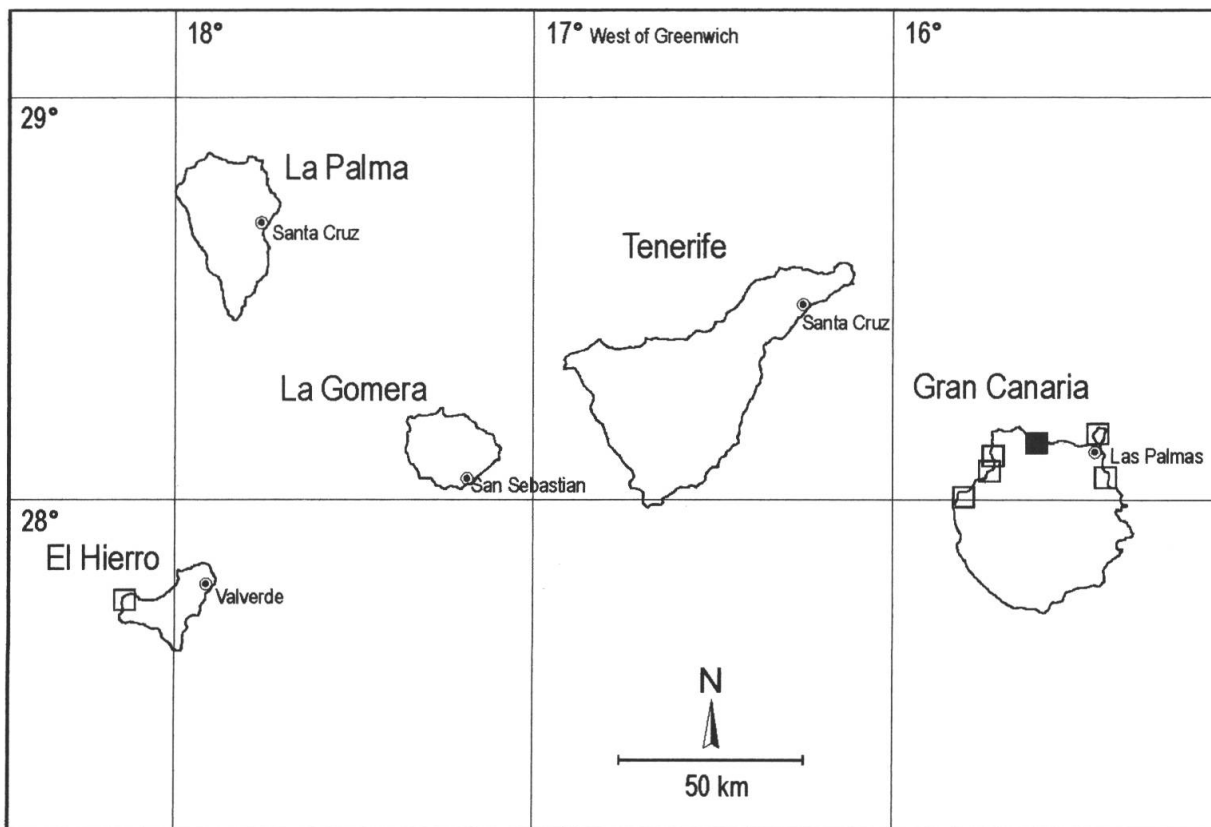 18°
17° West of Greenwich
16°
29°
La Palma
Santa Cruz
Tenerife
Santa Cruz
La Gomera
Gran Canaria
Las Palmas
San Sebastian
28°
El Hierro
Valverde
N
50 km